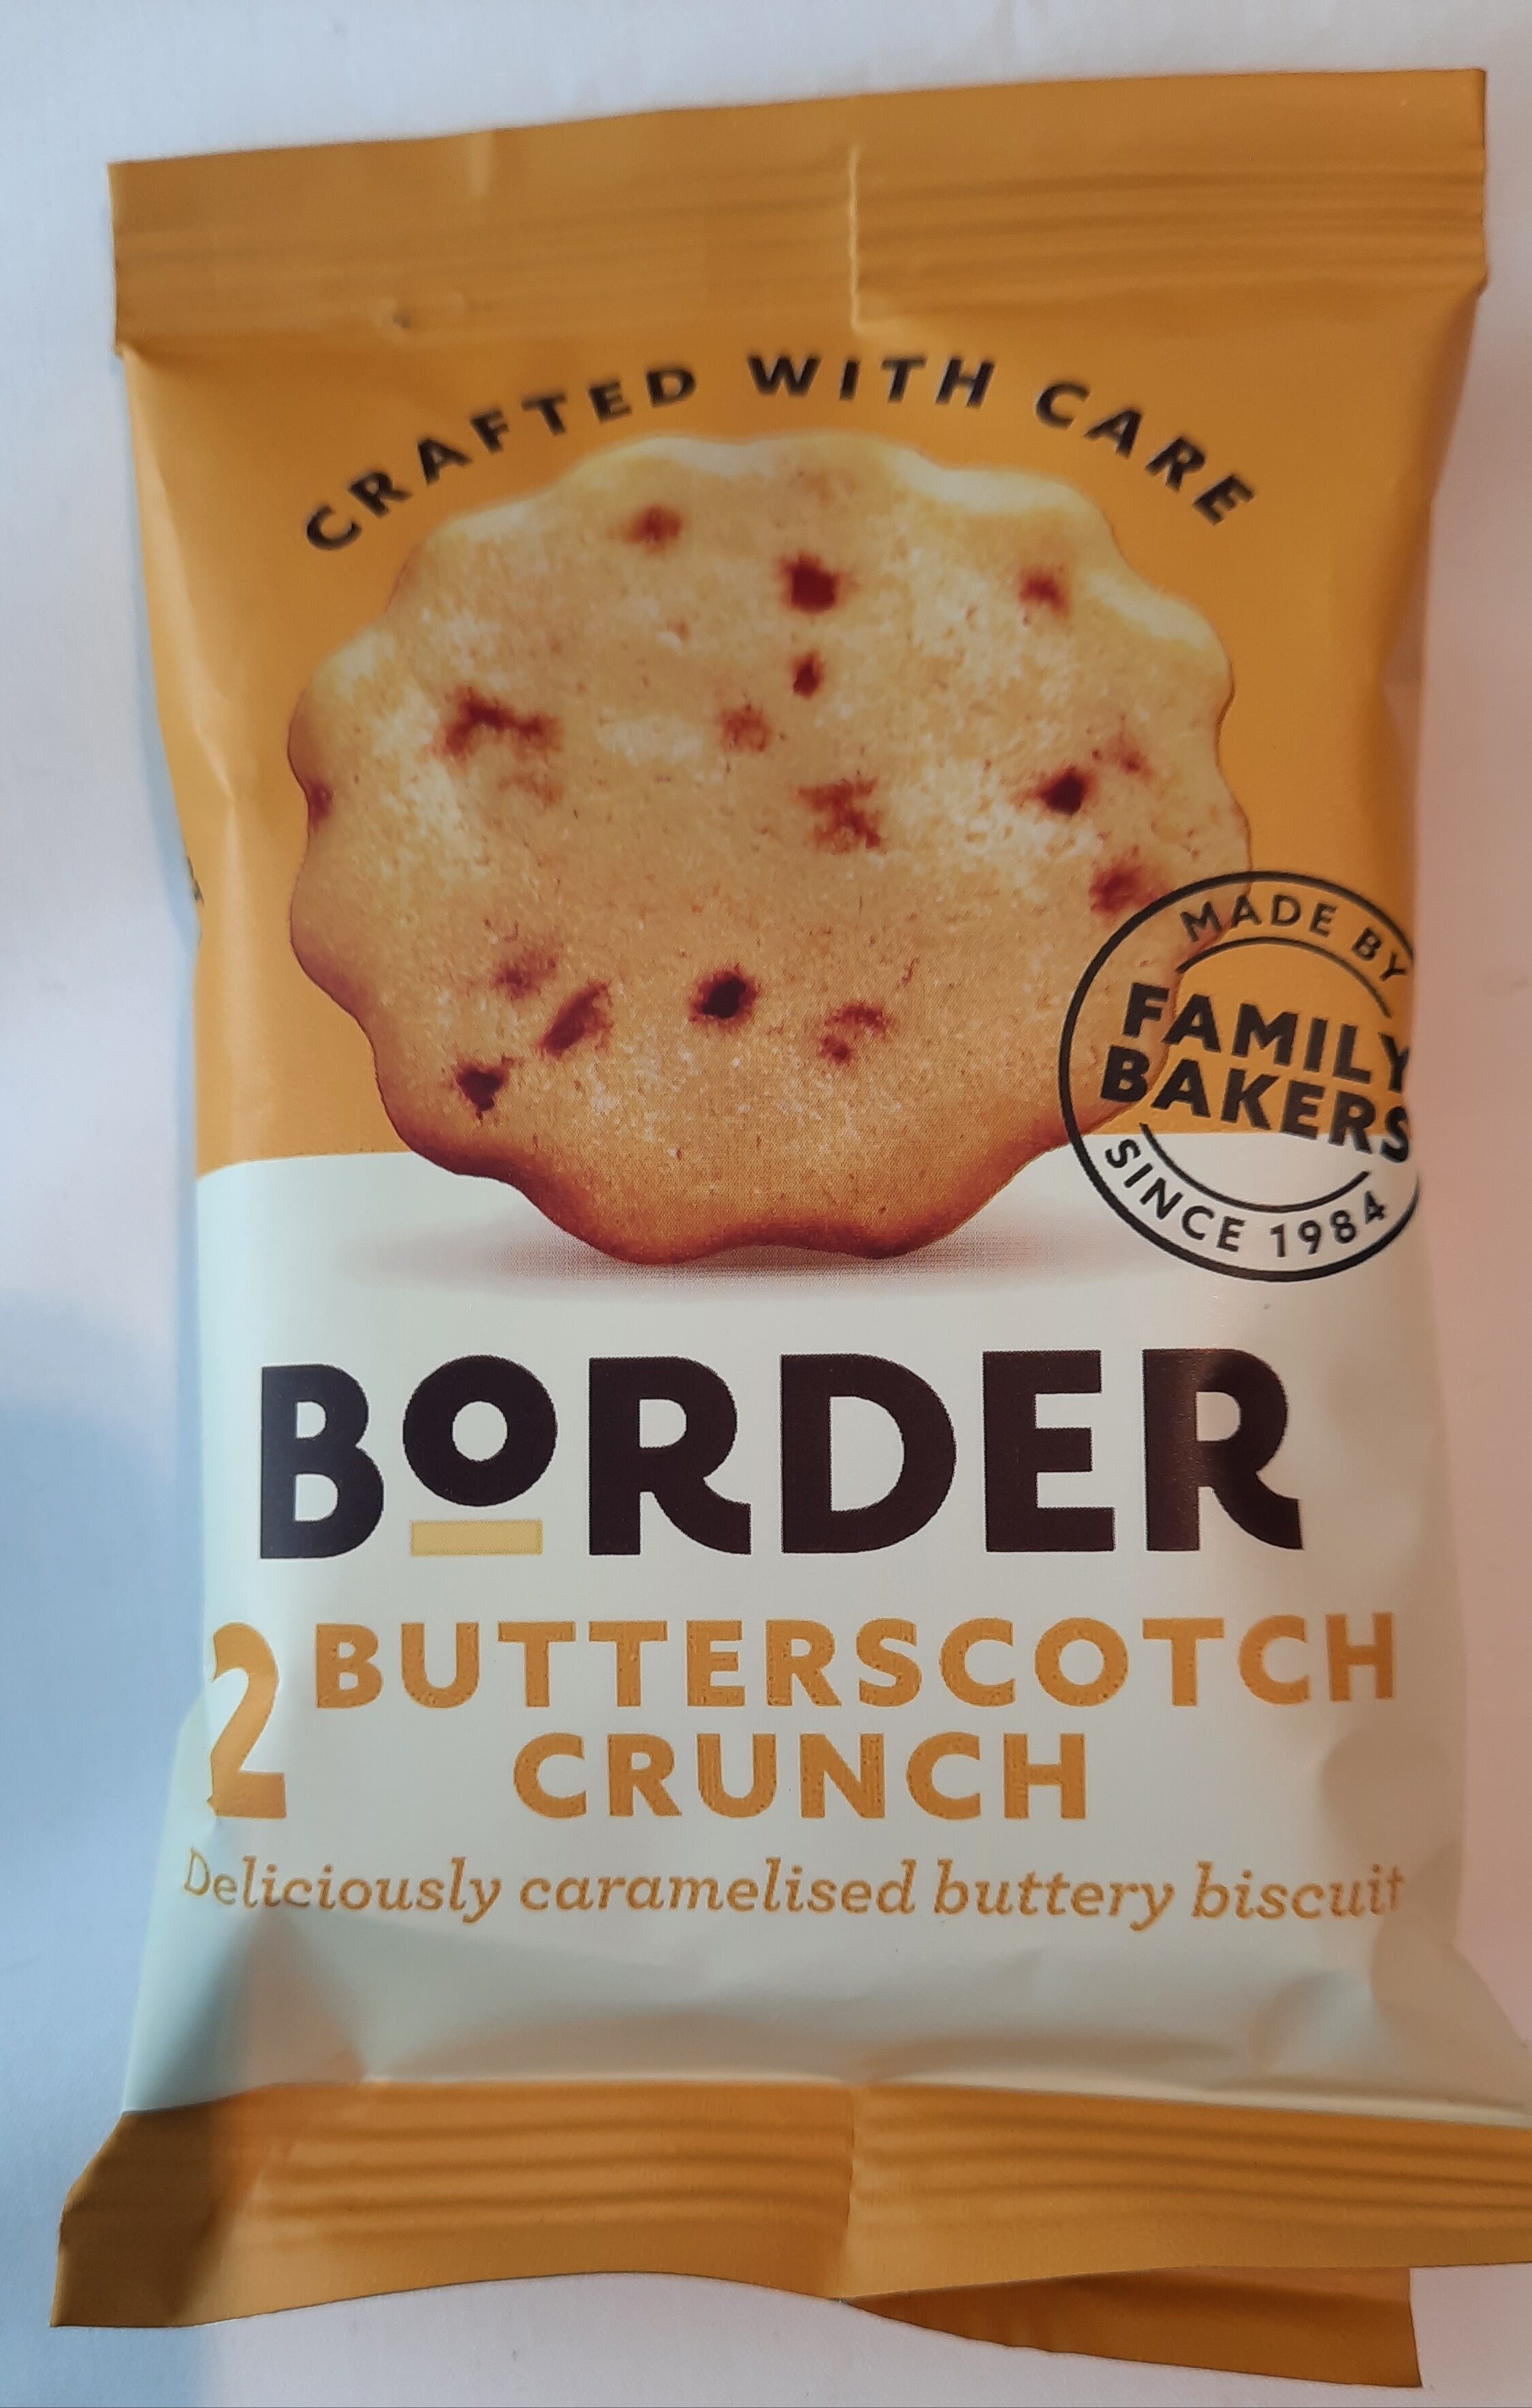 CRAFTED WITH CARE
MADE BY
FAMILY
BAKERS
SINCE 1984
BORDER
2 BUTTERSCOTCH
CRUNCH
Deliciously caramelised buttery biscuit